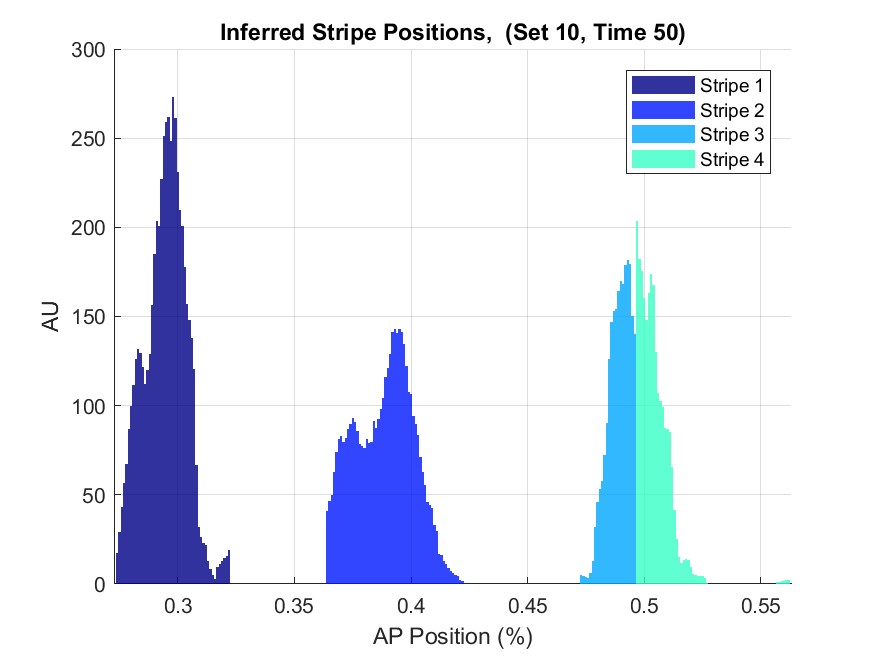 Inferred Stripe Positions,  (Set 10, Time 50)
300
250
200
150
100
50
0
AU
0.3
0.35
0.4
0.45
0.5
0.55
AP Position (%)
Stripe 1
Stripe 2
Stripe 3
Stripe 4